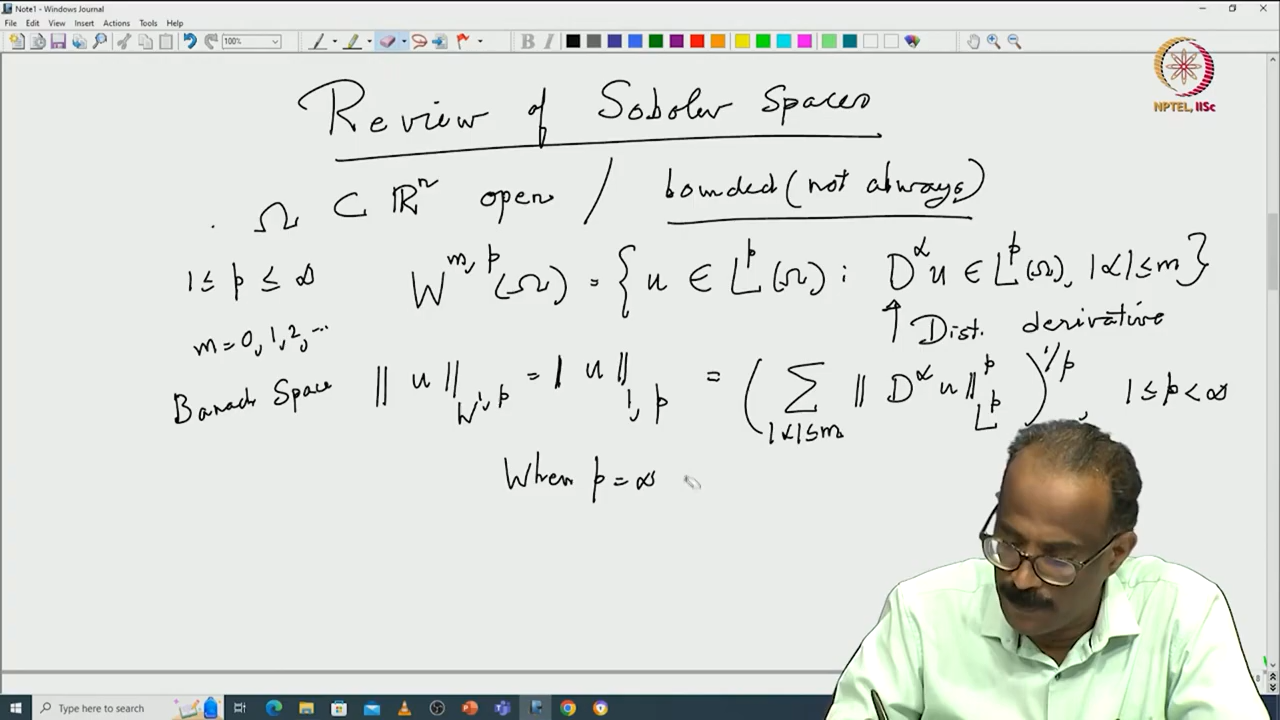 Note1 - Windows Journal
File Edit View Insert Actions Tools Help
100%
B I
NPTEL, IISc
Review of Sobolev Spaces
Ω ⊂ ℝⁿ open / bounded (not always)
1 ≤ p ≤ ∞ W^{m,p}(Ω) = { u ∈ L^p(Ω) : D^α u ∈ L^p(Ω), |α| ≤ m }
m = 0, 1, 2, ... ↑ Dist. derivative
Banach Space ‖u‖_{W^{1,p}} = ‖u‖_{1,p} = ( ∑_{|α|≤m} ‖D^α u‖^p_{L^p} )^{1/p}, 1 ≤ p < ∞
When p = ∞
Type here to search